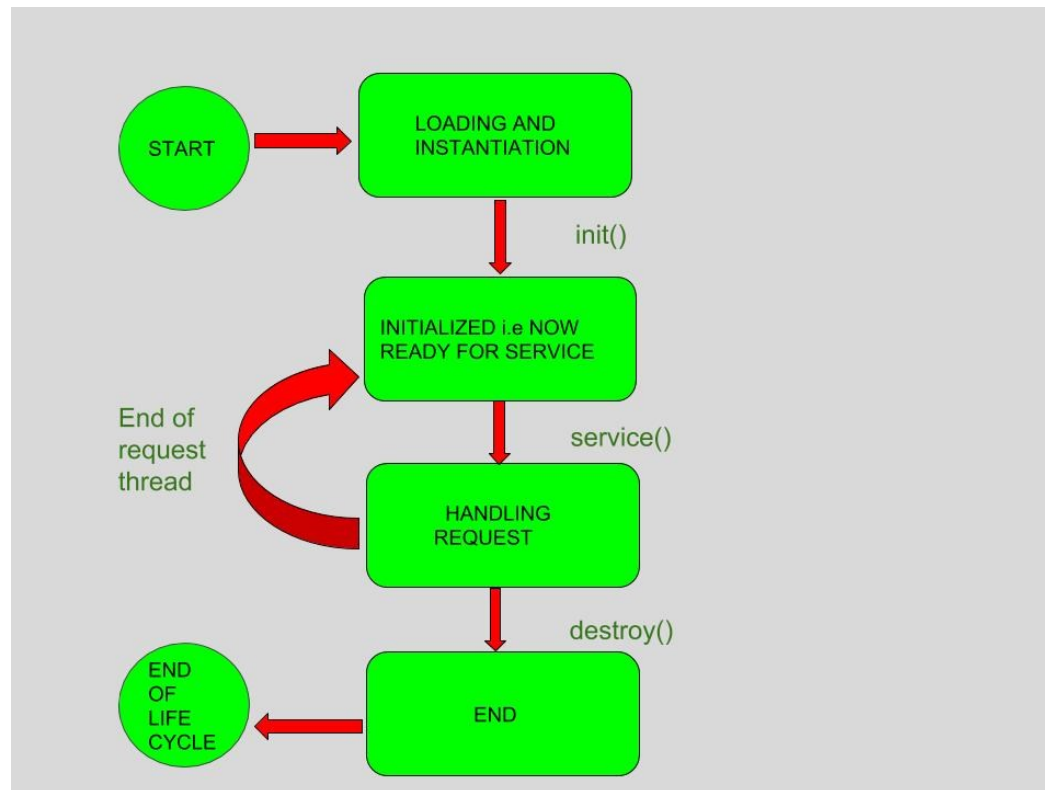 START
LOADING AND
INSTANTIATION
init()
INITIALIZED i.e NOW
READY FOR SERVICE
End of
request
thread
service()
HANDLING
REQUEST
destroy()
END
END
OF
LIFE
CYCLE